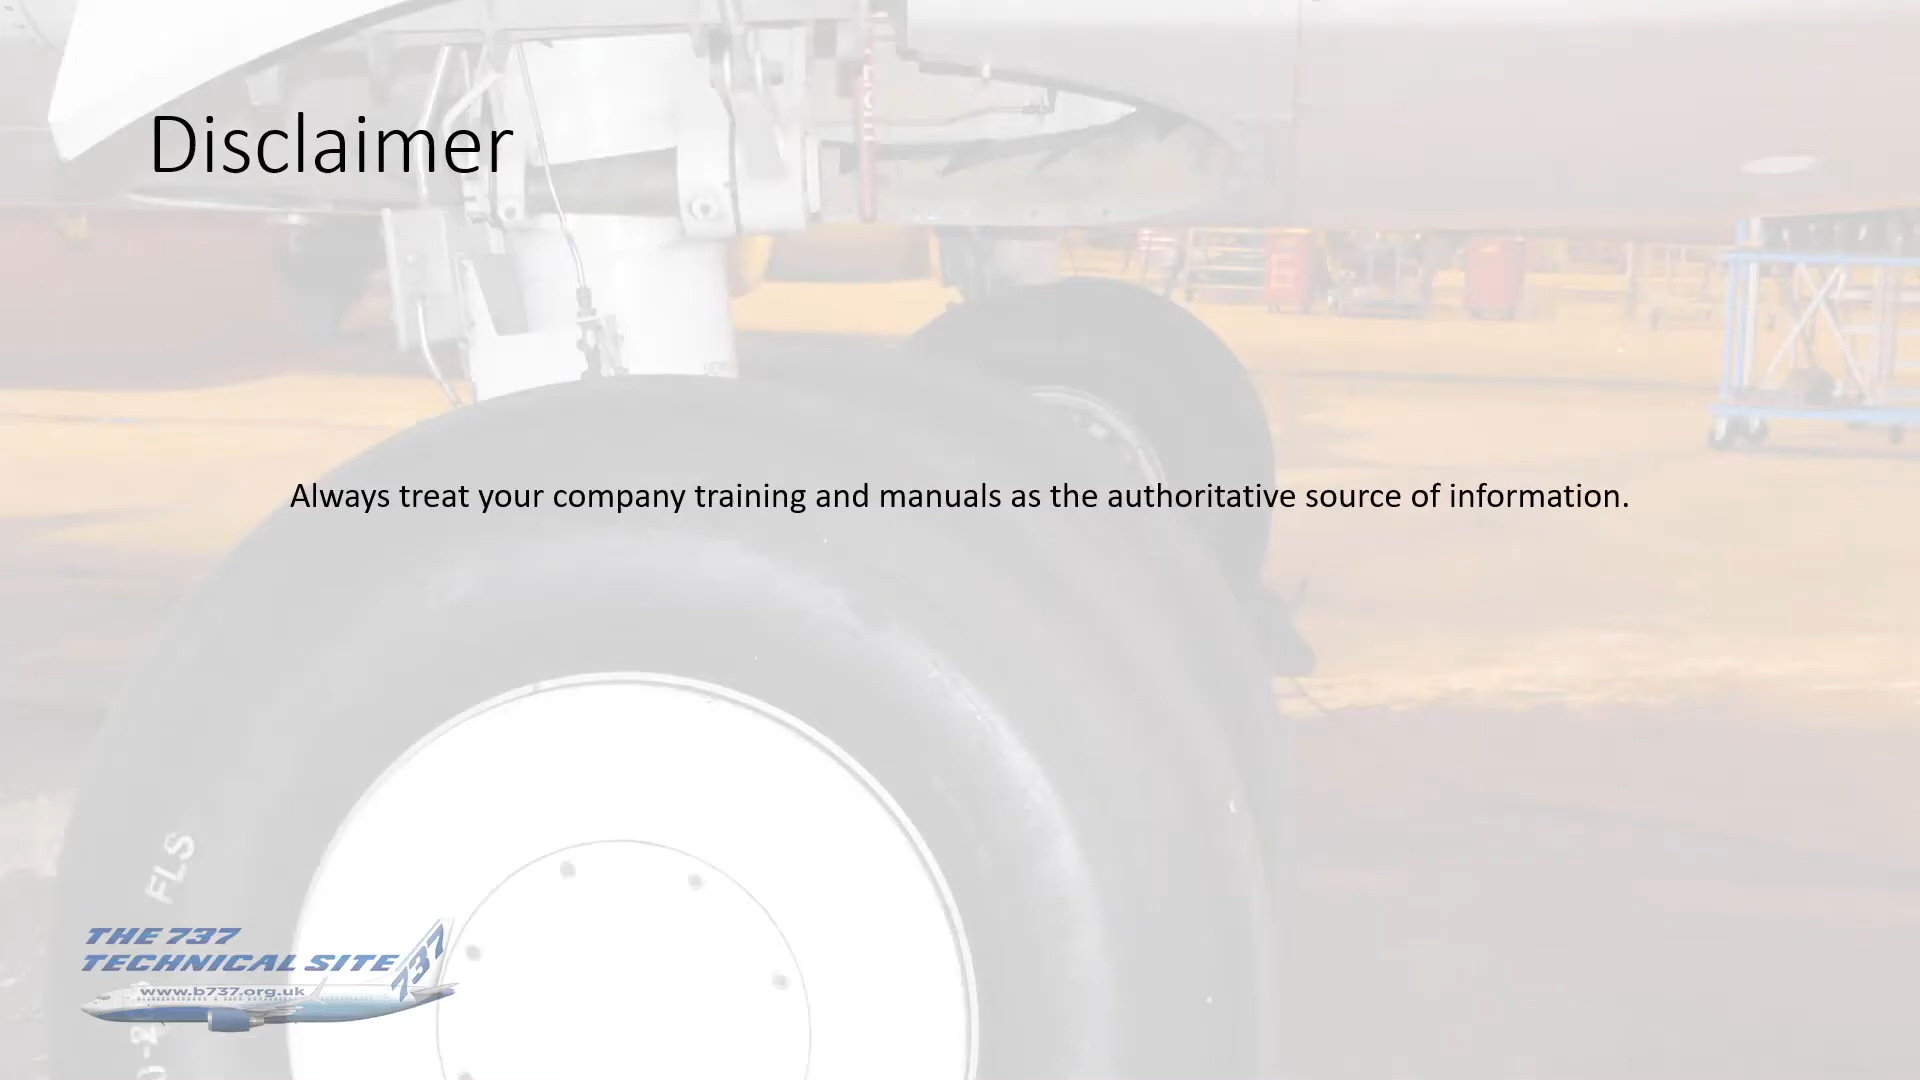 Disclaimer
Always treat your company training and manuals as the authoritative source of information.
FLS
THE 737
TECHNICAL SITE
737
www.b737.org.uk